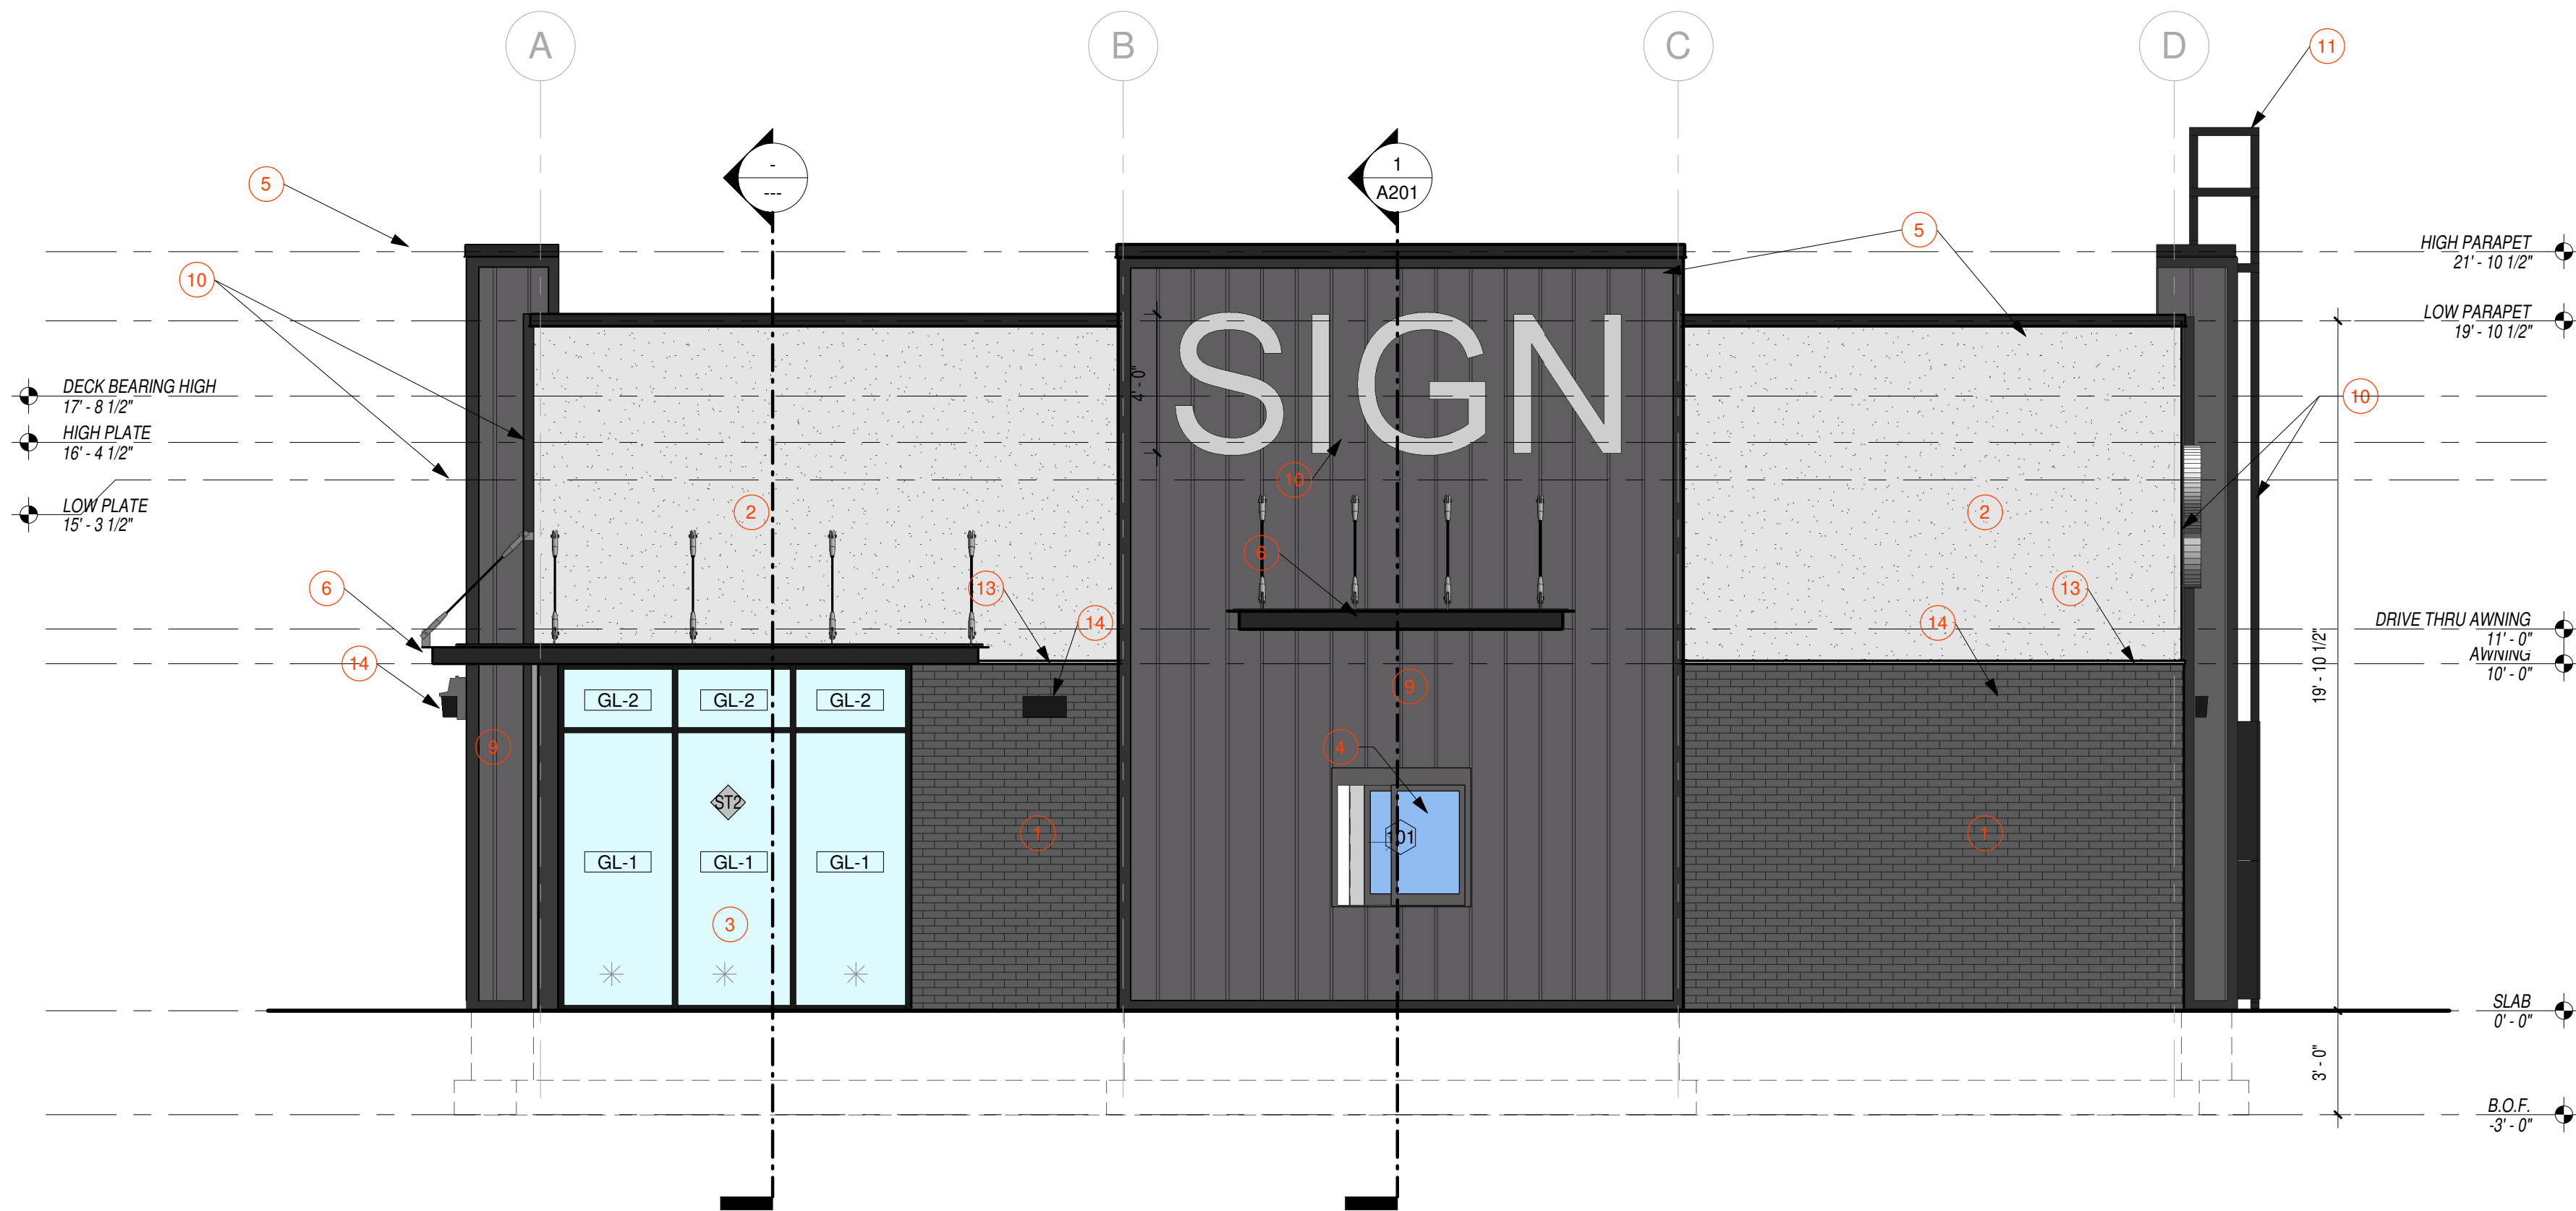 A
B
C
D
11
-
---
1
A201
5
5
10
HIGH PARAPET
21' - 10 1/2"
LOW PARAPET
19' - 10 1/2"
SIGN
4' - 0"
DECK BEARING HIGH
17' - 8 1/2"
10
HIGH PLATE
16' - 4 1/2"
10
LOW PLATE
15' - 3 1/2"
2
2
6
6
13
13
14
14
DRIVE THRU AWNING
11' - 0"
AWNING
10' - 0"
14
19' - 10 1/2"
GL-2
GL-2
GL-2
9
9
4
ST2
101
1
1
GL-1
GL-1
GL-1
3
SLAB
0' - 0"
3' - 0"
B.O.F.
-3' - 0"